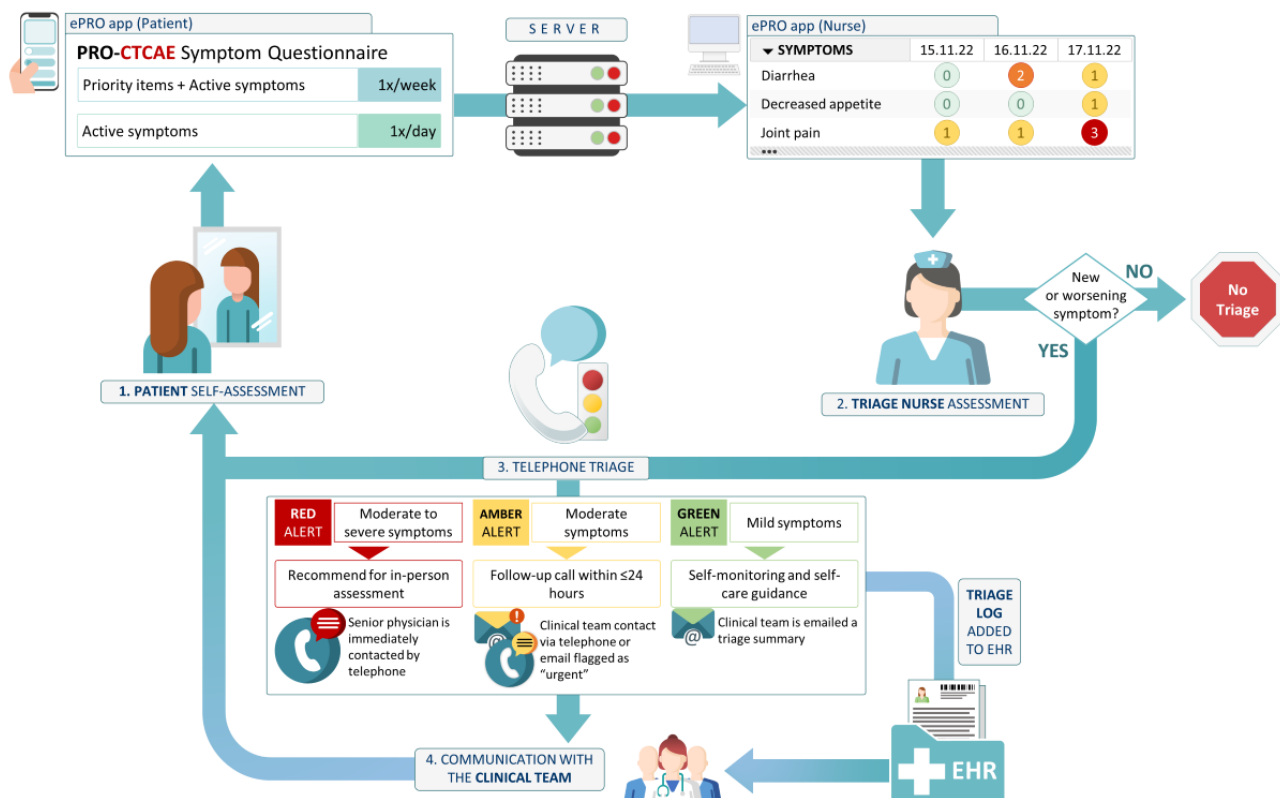 ePRO app (Patient)
PRO-CTCAE Symptom Questionnaire
Priority items + Active symptoms 1x/week
Active symptoms 1x/day
SERVER
ePRO app (Nurse)
SYMPTOMS 15.11.22 16.11.22 17.11.22
Diarrhea 0 2 1
Decreased appetite 0 0 1
Joint pain 1 1 3
New
or worsening
symptom?
NO
YES
No
Triage
1. PATIENT SELF-ASSESSMENT
2. TRIAGE NURSE ASSESSMENT
3. TELEPHONE TRIAGE
RED
ALERT
Moderate to
severe symptoms
Recommend for in-person
assessment
Senior physician is
immediately
contacted by
telephone
AMBER
ALERT
Moderate
symptoms
Follow-up call within ≤24
hours
!
@
Clinical team contact
via telephone or
email flagged as
“urgent”
GREEN
ALERT
Mild symptoms
Self-monitoring and self-
care guidance
@
Clinical team is emailed a
triage summary
TRIAGE
LOG
ADDED
TO EHR
4. COMMUNICATION WITH
THE CLINICAL TEAM
EHR